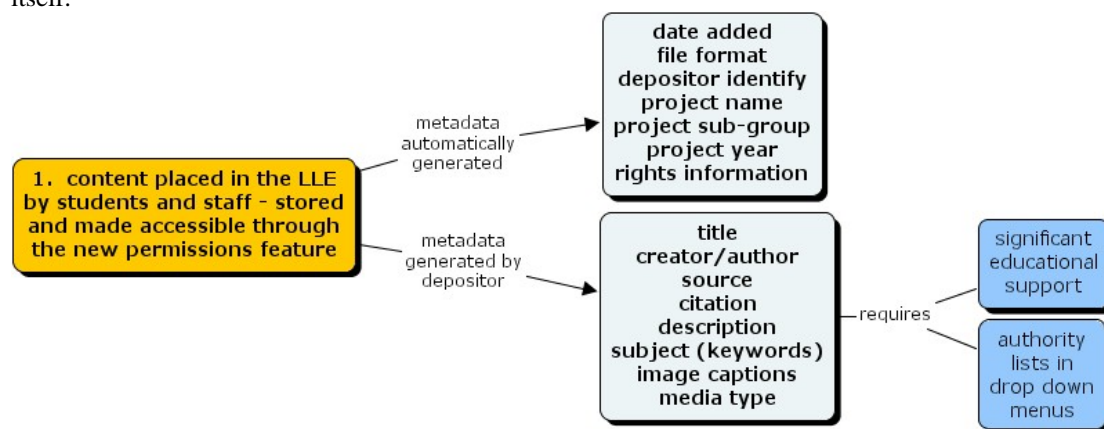 itself.
date added
file format
depositor identify
project name
project sub-group
project year
rights information
metadata
automatically
generated
1. content placed in the LLE
by students and staff - stored
and made accessible through
the new permissions feature
metadata
generated by
depositor
title
creator/author
source
citation
description
subject (keywords)
image captions
media type
requires
significant
educational
support
authority
lists in
drop down
menus